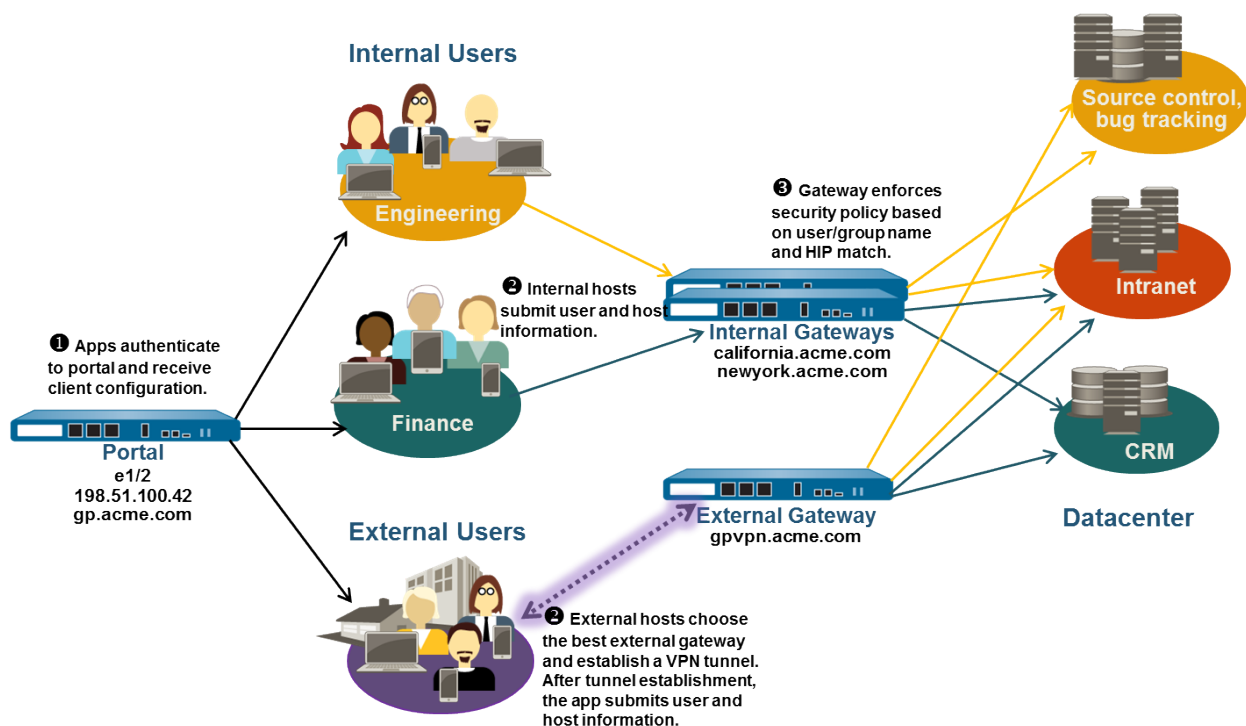 Internal Users
Engineering
❶ Apps authenticate
to portal and receive
client configuration.
Portal
e1/2
198.51.100.42
gp.acme.com
❷ Internal hosts
submit user and host
information.
Finance
External Users
❷ External hosts choose
the best external gateway
and establish a VPN tunnel.
After tunnel establishment,
the app submits user and
host information.
❸ Gateway enforces
security policy based
on user/group name
and HIP match.
Internal Gateways
california.acme.com
newyork.acme.com
External Gateway
gpvpn.acme.com
Source control,
bug tracking
Intranet
CRM
Datacenter